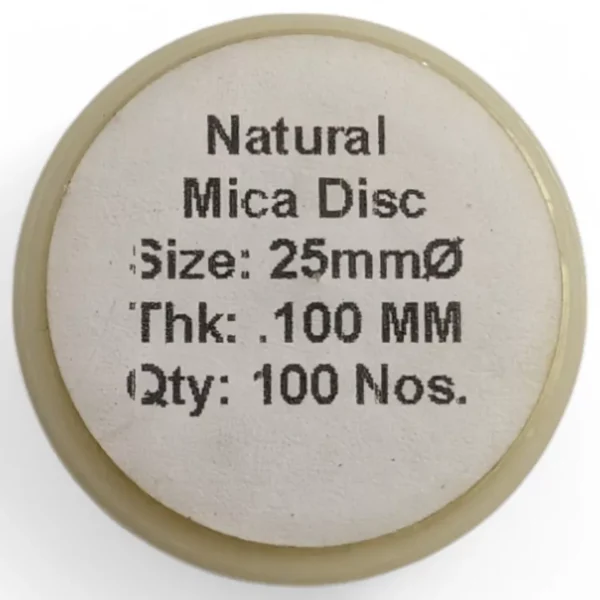 Natural
Mica Disc
Size: 25mmØ
Thk: .100 MM
Qty: 100 Nos.